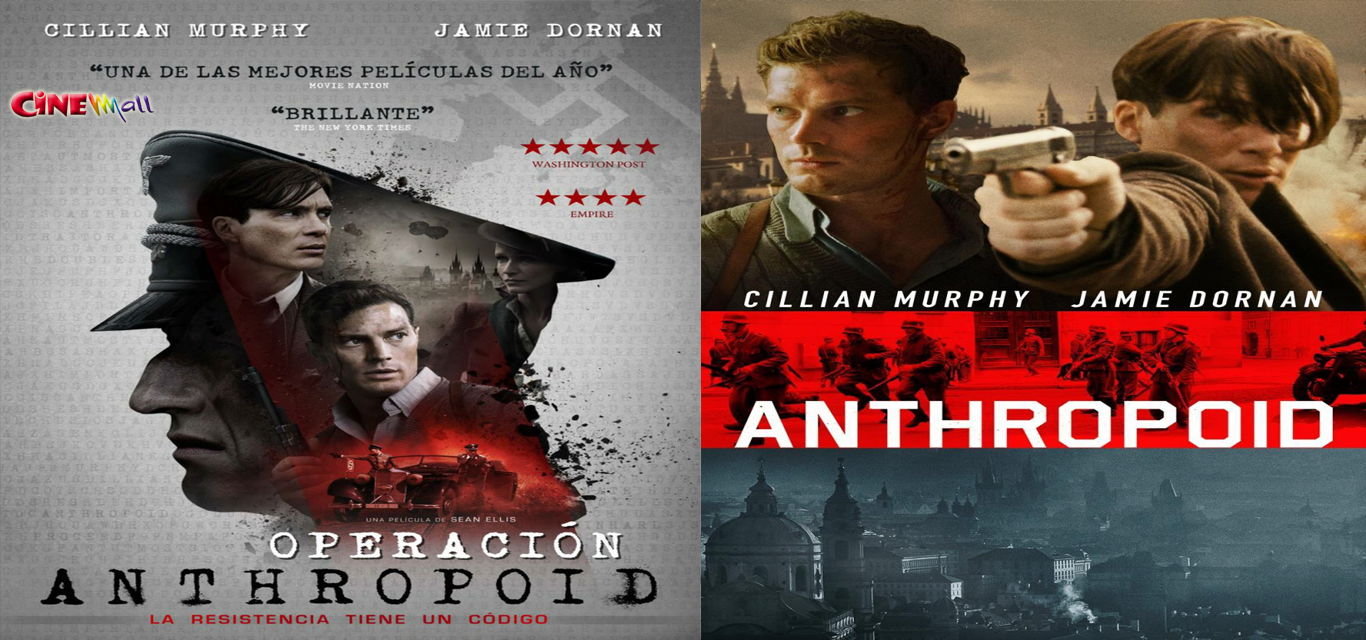 CILLIAN MURPHY JAMIE DORNAN
“UNA DE LAS MEJORES PELÍCULAS DEL AÑO”
MOVIE NATION
CINEMALL
“BRILLANTE”
THE NEW YORK TIMES
WASHINGTON POST
EMPIRE
UNA PELÍCULA DE SEAN ELLIS
OPERACIÓN
ANTHROPOID
LA RESISTENCIA TIENE UN CÓDIGO
CILLIAN MURPHY JAMIE DORNAN
ANTHROPOID